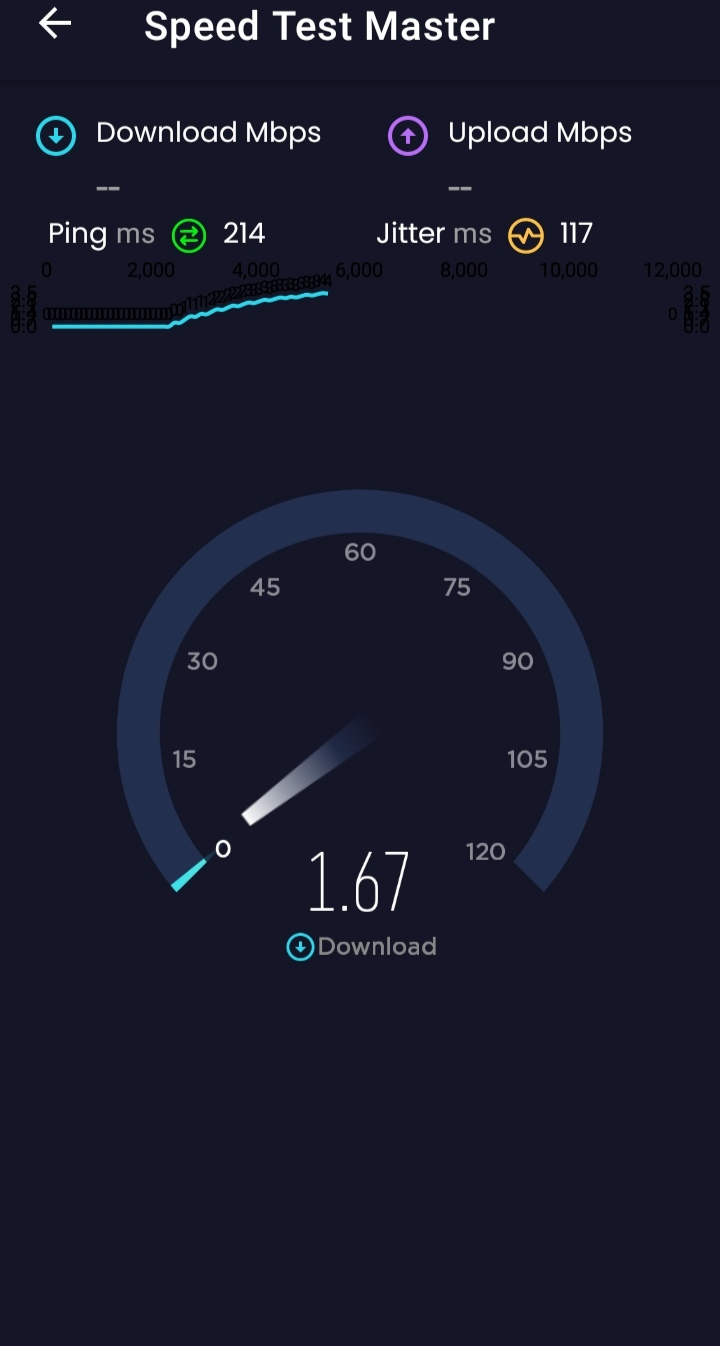 Speed Test Master
Download Mbps
--
Upload Mbps
--
Ping ms 214
Jitter ms 117
0 2,000 4,000 6,000 8,000 10,000 12,000
0
60
45 75
30 90
15 105
0 120
1.67
Download